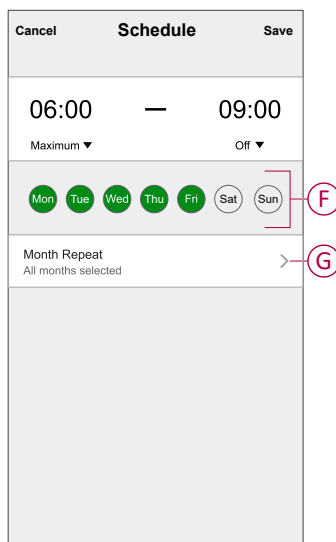 Cancel Schedule Save
06:00 — 09:00
Maximum ▼ Off ▼
Mon Tue Wed Thu Fri Sat Sun F
Month Repeat
All months selected
> G